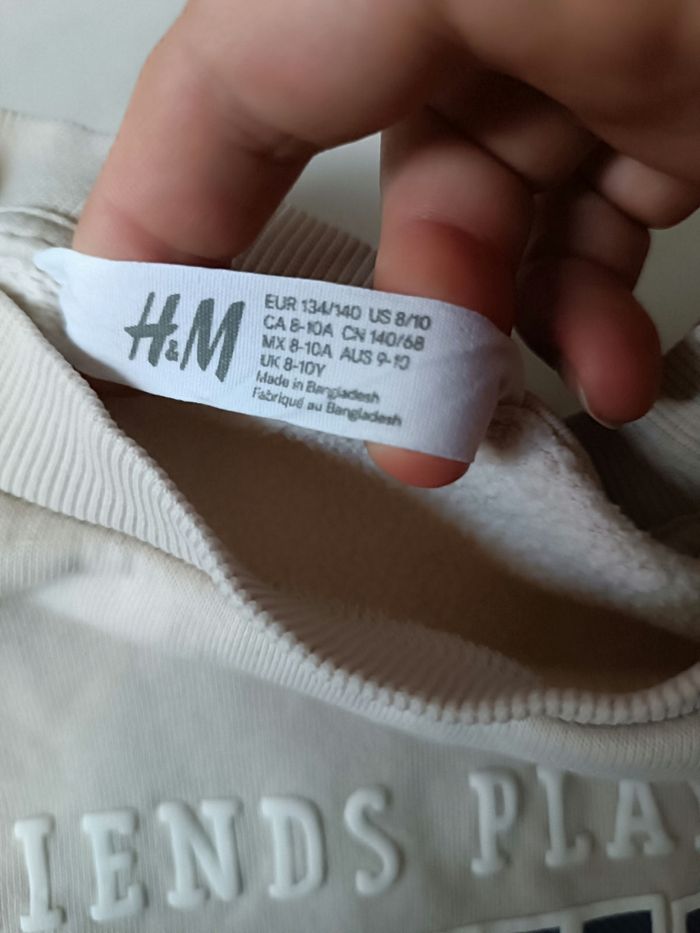 H&M
EUR 134/140 US 8/10
CA 8-10A CN 140/68
MX 8-10A AUS 9-10
UK 8-10Y
Made in Bangladesh
Fabriqué au Bangladesh
IENDS PLA